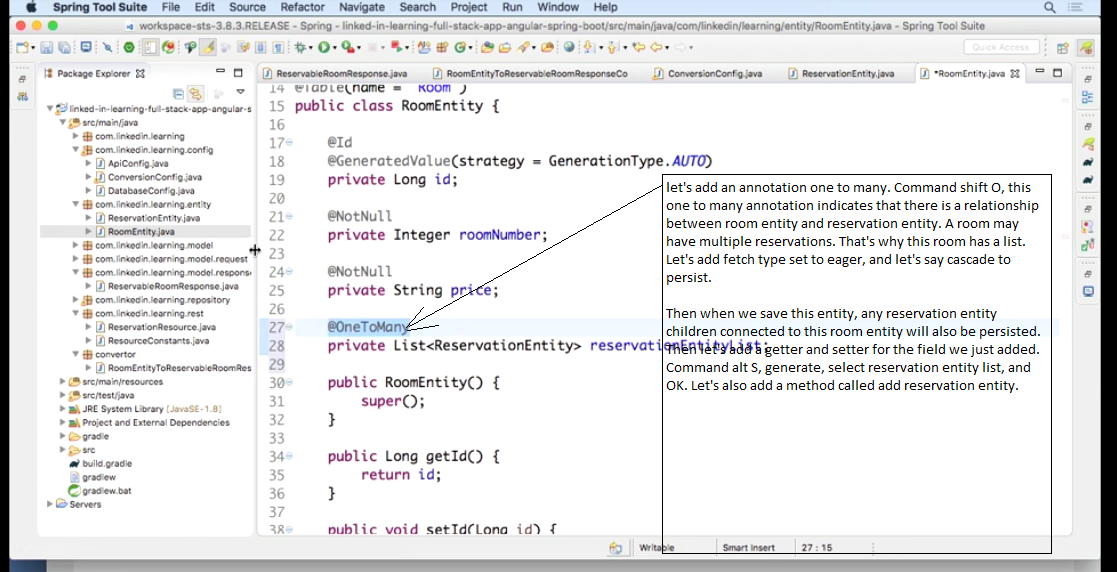 Spring Tool Suite File Edit Source Refactor Navigate Search Project Run Window Help
workspace-sts-3.8.3.RELEASE - Spring - linked-in-learning-full-stack-app-angular-spring-boot/src/main/java/com/linkedin/learning/entity/RoomEntity.java - Spring Tool Suite
Quick Access
Package Explorer
ReservableRoomResponse.java RoomEntityToReservableRoomResponseCo ConversionConfig.java ReservationEntity.java *RoomEntity.java
linked-in-learning-full-stack-app-angular-s
src/main/java
com.linkedin.learning
com.linkedin.learning.config
ApiConfig.java
ConversionConfig.java
DatabaseConfig.java
com.linkedin.learning.entity
ReservationEntity.java
RoomEntity.java
com.linkedin.learning.model
com.linkedin.learning.model.request
com.linkedin.learning.model.respons
ReservableRoomResponse.java
com.linkedin.learning.repository
com.linkedin.learning.rest
ReservationResource.java
ResourceConstants.java
convertor
RoomEntityToReservableRoomRes
src/main/resources
src/test/java
JRE System Library [JavaSE-1.8]
Project and External Dependencies
gradle
src
build.gradle
gradlew
gradlew.bat
Servers
14 @Table(name = "Room")
15 public class RoomEntity {
16
17 @Id
18 @GeneratedValue(strategy = GenerationType.AUTO)
19 private Long id;
20
21 @NotNull
22 private Integer roomNumber;
23
24 @NotNull
25 private String price;
26
27 @OneToMany
28 private List<ReservationEntity> reservationEntityList;
29
30 public RoomEntity() {
31 super();
32 }
33
34 public Long getId() {
35 return id;
36 }
37
38 public void setId(Long id) {
let's add an annotation one to many. Command shift O, this
one to many annotation indicates that there is a relationship
between room entity and reservation entity. A room may
have multiple reservations. That's why this room has a list.
Let's add fetch type set to eager, and let's say cascade to
persist.
Then when we save this entity, any reservation entity
children connected to this room entity will also be persisted.
Then let's add a getter and setter for the field we just added.
Command alt S, generate, select reservation entity list, and
OK. Let's also add a method called add reservation entity.
Writable Smart Insert 27 : 15